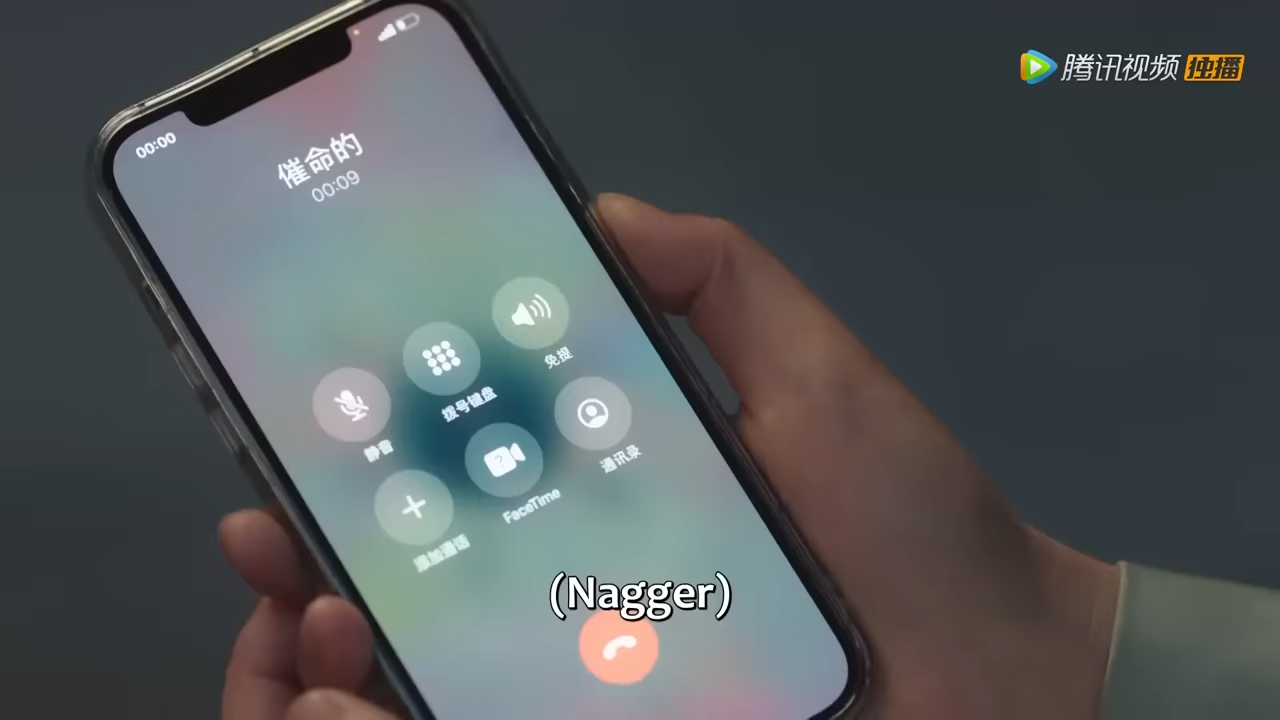 腾讯视频 独播
00:00
催命的
00:09
静音
拨号键盘
免提
添加通话
FaceTime
通讯录
(Nagger)